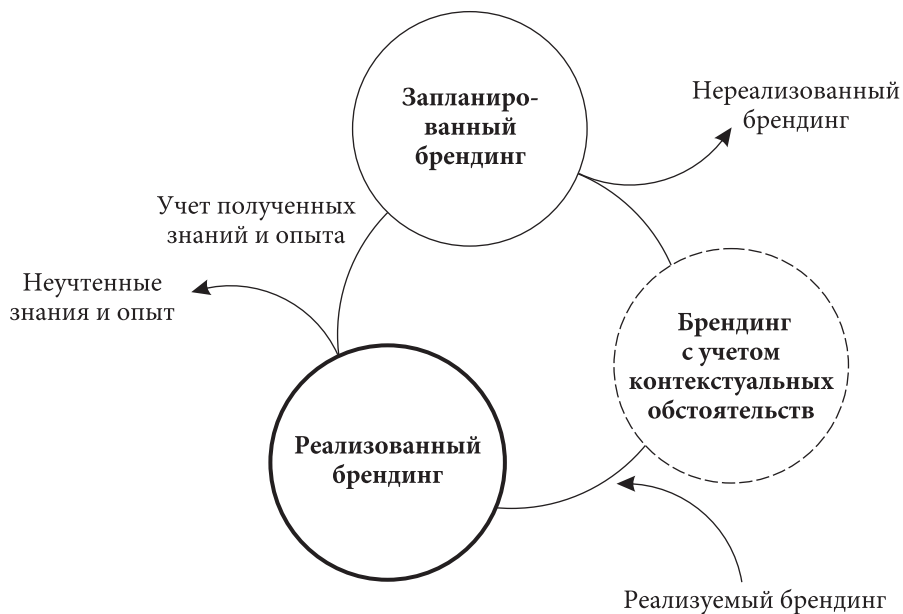 Запланиро-
ванный
брендинг
Нереализованный
брендинг
Учет полученных
знаний и опыта
Неучтенные
знания и опыт
Брендинг
с учетом
контекстуальных
обстоятельств
Реализованный
брендинг
Реализуемый брендинг